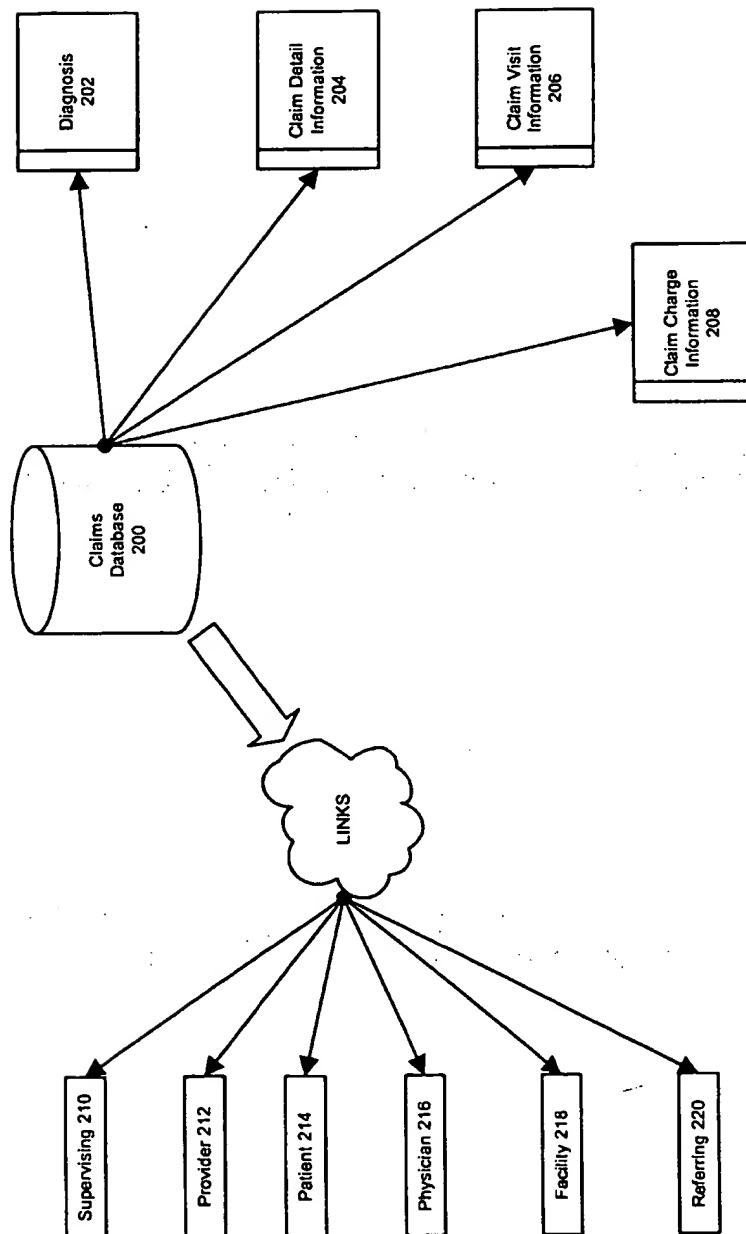 Diagnosis
202
Claim Detail
Information
204
Claim Visit
Information
206
Claim Charge
Information
208
Claims
Database
200
LINKS
Supervising 210
Provider 212
Patient 214
Physician 216
Facility 218
Referring 220